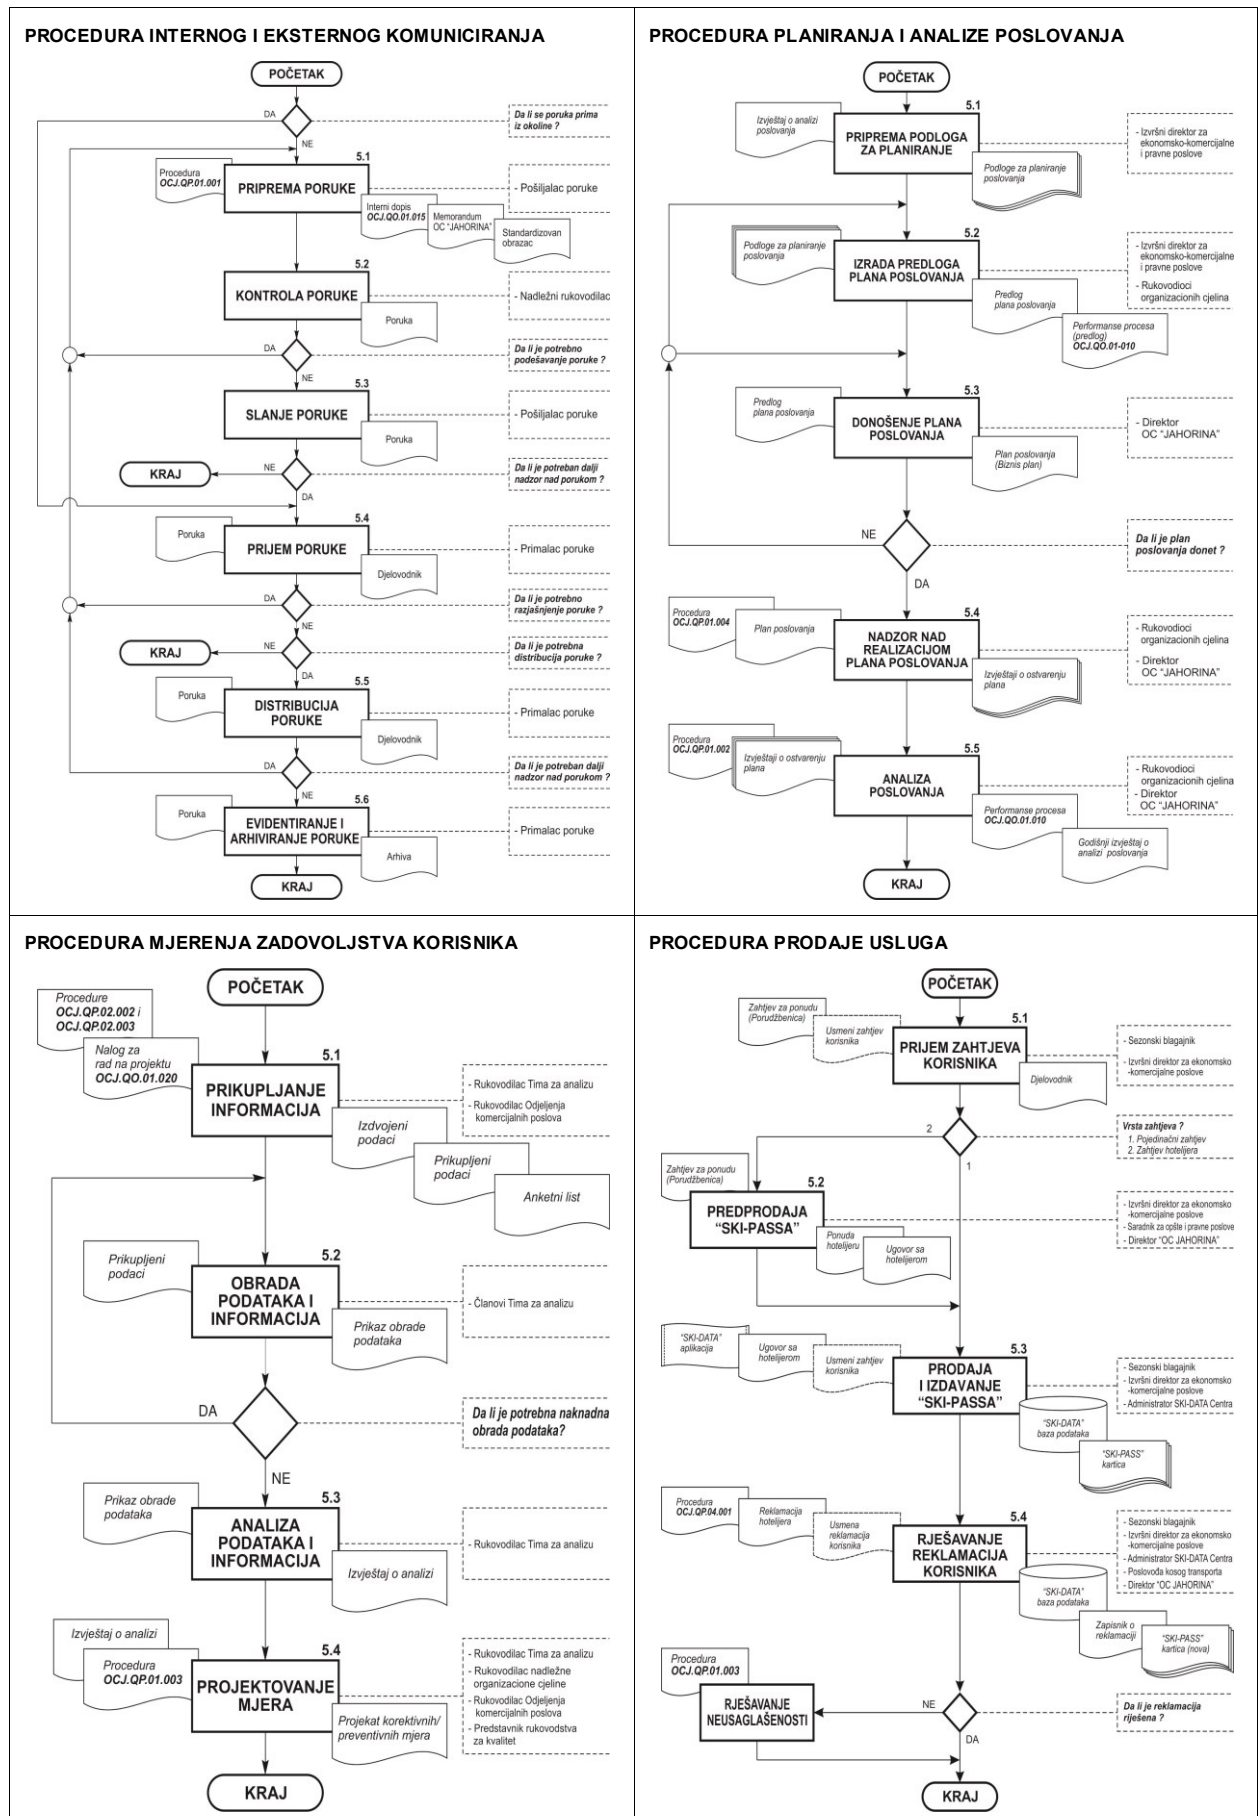 PROCEDURA INTERNOG I EKSTERNOG KOMUNICIRANJA
POČETAK
DA
Da li se poruka prima
iz okoline ?
NE
5.1
Procedura
OCJ.QP.01.001
PRIPREMA PORUKE
- Pošiljalac poruke
Interni dopis
OCJ.QO.01.015
Memorandum
OC "JAHORINA"
Standardizovan
obrazac
5.2
KONTROLA PORUKE
- Nadležni rukovodilac
Poruka
DA
Da li je potrebno
podešavanje poruke ?
NE
5.3
SLANJE PORUKE
- Pošiljalac poruke
Poruka
KRAJ
NE
Da li je potreban dalji
nadzor nad porukom ?
DA
5.4
Poruka
PRIJEM PORUKE
- Primalac poruke
Djelovodnik
DA
Da li je potrebno
razjašnjenje poruke ?
NE
KRAJ
NE
Da li je potrebna
distribucija poruke ?
DA
5.5
Poruka
DISTRIBUCIJA
PORUKE
- Primalac poruke
Djelovodnik
DA
Da li je potreban dalji
nadzor nad porukom ?
NE
5.6
Poruka
EVIDENTIRANJE I
ARHIVIRANJE PORUKE
- Primalac poruke
Arhiva
KRAJ
PROCEDURA PLANIRANJA I ANALIZE POSLOVANJA
POČETAK
5.1
Izvještaj o analizi
poslovanja
PRIPREMA PODLOGA
ZA PLANIRANJE
- Izvršni direktor za
ekonomsko-komercijalne
i pravne poslove
Podloge za planiranje
poslovanja
5.2
Podloge za planiranje
poslovanja
IZRADA PREDLOGA
PLANA POSLOVANJA
- Izvršni direktor za
ekonomsko-komercijalne
i pravne poslove
- Rukovodioci
organizacionih cjelina
Predlog
plana poslovanja
Performanse procesa
(predlog)
OCJ.QO.01-010
5.3
Predlog
plana poslovanja
DONOŠENJE PLANA
POSLOVANJA
- Direktor
OC "JAHORINA"
Plan poslovanja
(Biznis plan)
NE
Da li je plan
poslovanja donet ?
DA
5.4
Procedura
OCJ.QP.01.004
Plan poslovanja
NADZOR NAD
REALIZACIJOM
PLANA POSLOVANJA
- Rukovodioci
organizacionih cjelina
- Direktor
OC "JAHORINA"
Izvještaji o ostvarenju
plana
5.5
Procedura
OCJ.QP.01.002
Izvještaji o ostvarenju
plana
ANALIZA
POSLOVANJA
- Rukovodioci
organizacionih cjelina
- Direktor
OC "JAHORINA"
Performanse procesa
OCJ.QO.01.010
Godišnji izvještaj o
analizi poslovanja
KRAJ
PROCEDURA MJERENJA ZADOVOLJSTVA KORISNIKA
POČETAK
Procedure
OCJ.QP.02.002 i
OCJ.QP.02.003
Nalog za
rad na projektu
OCJ.QO.01.020
5.1
PRIKUPLJANJE
INFORMACIJA
- Rukovodilac Tima za analizu
- Rukovodilac Odjeljenja
komercijalnih poslova
Izdvojeni
podaci
Prikupljeni
podaci
Anketni list
5.2
Prikupljeni
podaci
OBRADA
PODATAKA I
INFORMACIJA
- Članovi Tima za analizu
Prikaz obrade
podataka
DA
Da li je potrebna naknadna
obrada podataka?
NE
5.3
Prikaz obrade
podataka
ANALIZA
PODATAKA I
INFORMACIJA
- Rukovodilac Tima za analizu
Izvještaj o analizi
5.4
Izvještaj o analizi
Procedura
OCJ.QP.01.003
PROJEKTOVANJE
MJERA
- Rukovodilac Tima za analizu
- Rukovodilac nadležne
organizacione cjeline
- Rukovodilac Odjeljenja
komercijalnih poslova
- Predstavnik rukovodstva
za kvalitet
Projekat korektivnih/
preventivnih mjera
KRAJ
PROCEDURA PRODAJE USLUGA
POČETAK
Zahtjev za ponudu
(Porudžbenica)
Usmeni zahtjev
korisnika
5.1
PRIJEM ZAHTJEVA
KORISNIKA
- Sezonski blagajnik
- Izvršni direktor za ekonomsko
-komercijalne poslove
Djelovodnik
2
Vrsta zahtjeva ?
1. Pojedinačni zahtjev
2. Zahtjev hotelijera
1
Zahtjev za ponudu
(Porudžbenica)
5.2
PREDPRODAJA
"SKI-PASSA"
- Izvršni direktor za ekonomsko
-komercijalne poslove
- Saradnik za opšte i pravne poslove
- Direktor "OC JAHORINA"
Ponuda
hotelijeru
Ugovor sa
hotelijerom
"SKI-DATA"
aplikacija
Ugovor sa
hotelijerom
Usmeni zahtjev
korisnika
5.3
PRODAJA
I IZDAVANJE
"SKI-PASSA"
- Sezonski blagajnik
- Izvršni direktor za ekonomsko
-komercijalne poslove
- Administrator SKI-DATA Centra
"SKI-DATA"
baza podataka
"SKI-PASS"
kartica
Procedura
OCJ.QP.04.001
Reklamacija
hotelijera
Usmena
reklamacija
korisnika
5.4
RJEŠAVANJE
REKLAMACIJA
KORISNIKA
- Sezonski blagajnik
- Izvršni direktor za ekonomsko
-komercijalne poslove
- Administrator SKI-DATA Centra
- Poslovođa kosog transporta
- Direktor "OC JAHORINA"
"SKI-DATA"
baza podataka
Zapisnik o
reklamaciji
"SKI-PASS"
kartica (nova)
Procedura
OCJ.QP.01.003
RJEŠAVANJE
NEUSAGLAŠENOSTI
NE
Da li je reklamacija
riješena ?
DA
KRAJ